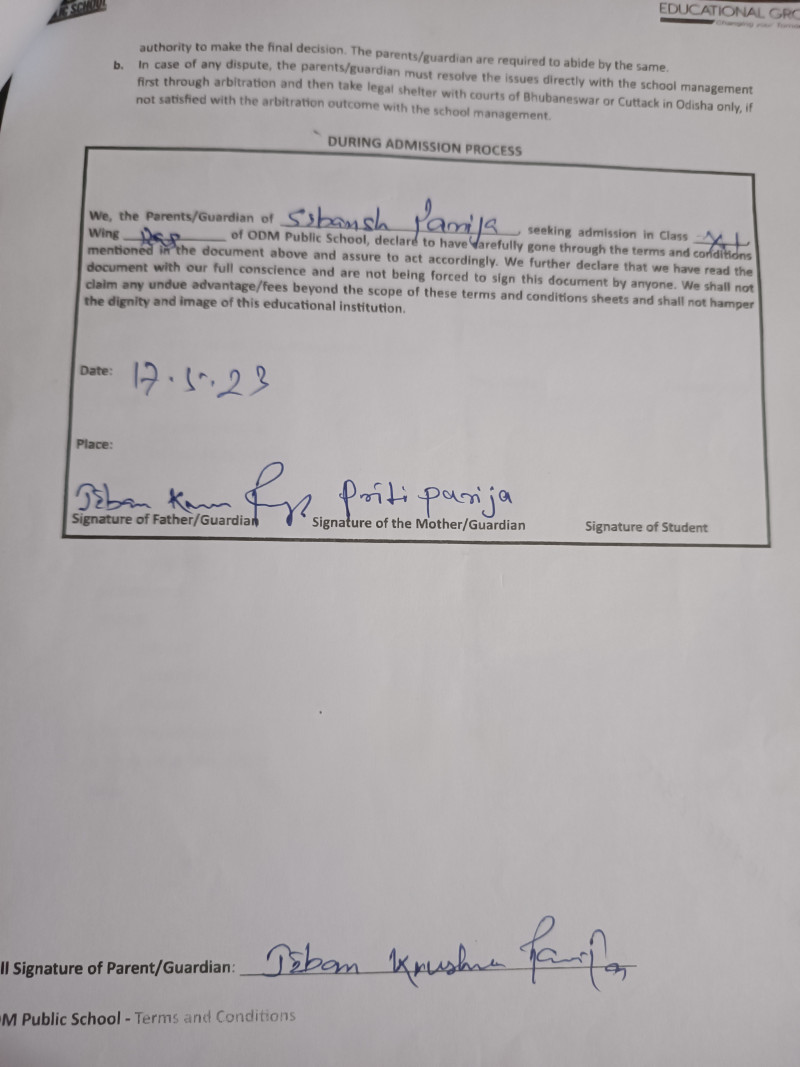 SCHOOL
EDUCATIONAL GRO
authority to make the final decision. The parents/guardian are required to abide by the same.
b. In case of any dispute, the parents/guardian must resolve the issues directly with the school management
first through arbitration and then take legal shelter with courts of Bhubaneswar or Cuttack in Odisha only, if
not satisfied with the arbitration outcome with the school management.
DURING ADMISSION PROCESS
We, the Parents/Guardian of Sibansh Parija, seeking admission in Class
Wing of ODM Public School, declare to have carefully gone through the terms and conditions
mentioned in the document above and assure to act accordingly. We further declare that we have read the
document with our full conscience and are not being forced to sign this document by anyone. We shall not
claim any undue advantage/fees beyond the scope of these terms and conditions sheets and shall not hamper
the dignity and image of this educational institution.
Date: 17.5.23
Place:
Priti parija
Signature of Father/Guardian Signature of the Mother/Guardian Signature of Student
ll Signature of Parent/Guardian: Krushna Parija
DM Public School - Terms and Conditions